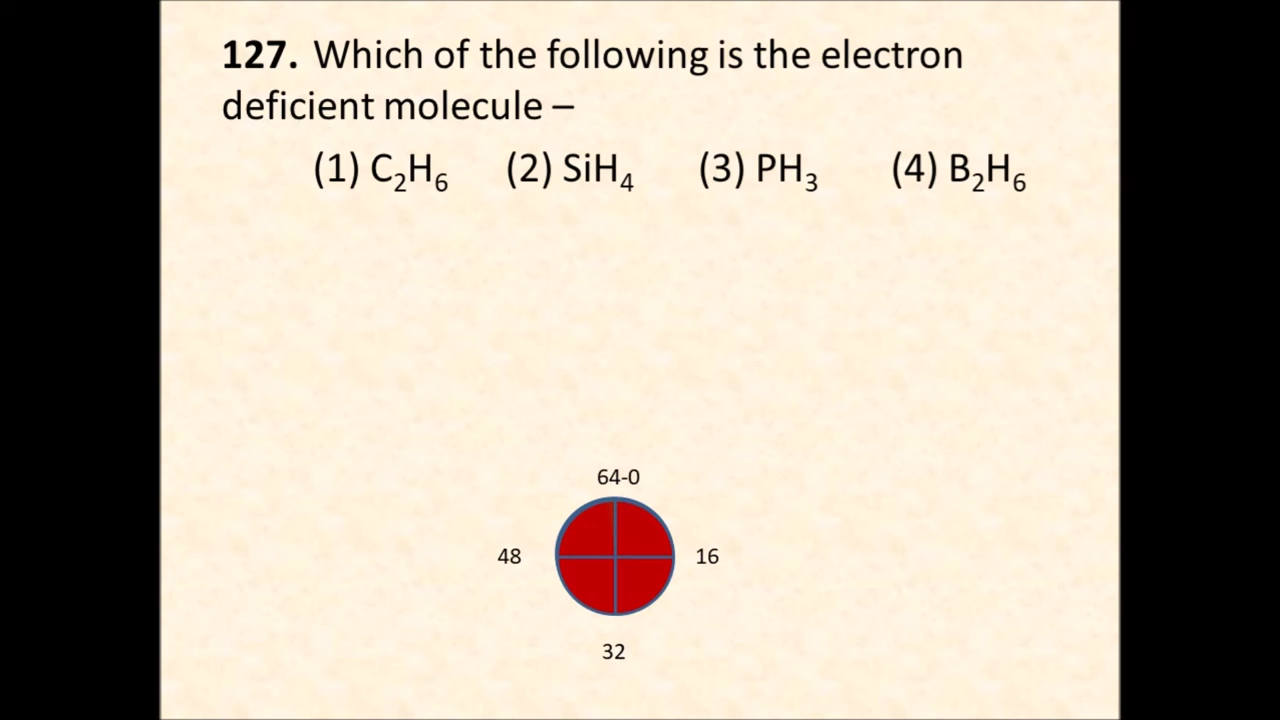 127. Which of the following is the electron
deficient molecule –
(1) C₂H₆ (2) SiH₄ (3) PH₃ (4) B₂H₆
64-0
48 16
32